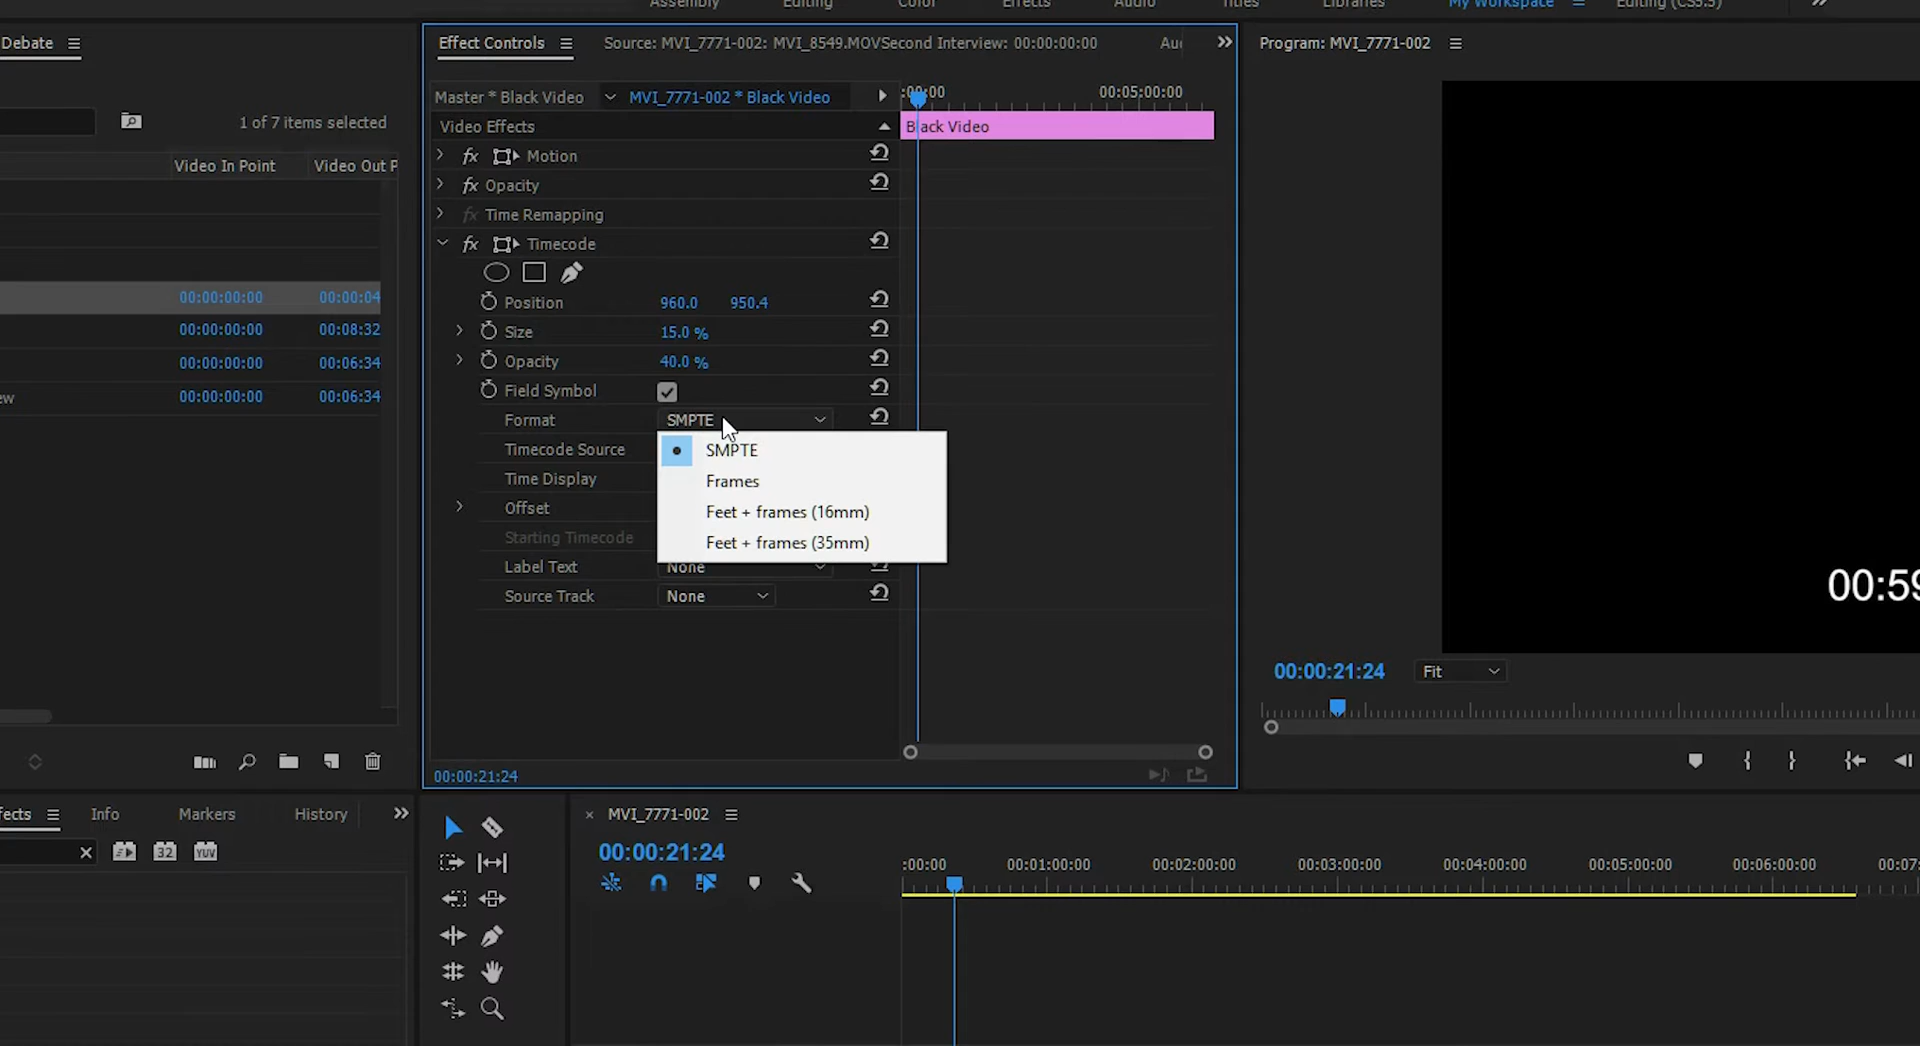 Assembly
Editing
Color
Effects
Audio
Titles
Libraries
My Workspace
Editing (CS5.5)
Debate
Effect Controls
Source: MVI_7771-002: MVI_8549.MOVSecond Interview: 00:00:00:00
Program: MVI_7771-002
Master * Black Video
MVI_7771-002 * Black Video
:00:00
00:05:00:00
1 of 7 items selected
Video Effects
Black Video
Video In Point
Video Out P
fx Motion
fx Opacity
fx Time Remapping
fx Timecode
Position 960.0 950.4
00:00:00:00 00:00:04
Size 15.0 %
00:00:00:00 00:08:32
Opacity 40.0 %
00:00:00:00 00:06:34
Field Symbol
ew 00:00:00:00 00:06:34
Format SMPTE
Timecode Source
SMPTE
Time Display
Frames
Offset
Feet + frames (16mm)
Starting Timecode
Feet + frames (35mm)
Label Text None
Source Track None
00:59
00:00:21:24
Fit
00:00:21:24
ffects
Info
Markers
History
32
YUV
MVI_7771-002
00:00:21:24
:00:00
00:01:00:00
00:02:00:00
00:03:00:00
00:04:00:00
00:05:00:00
00:06:00:00
00:07: